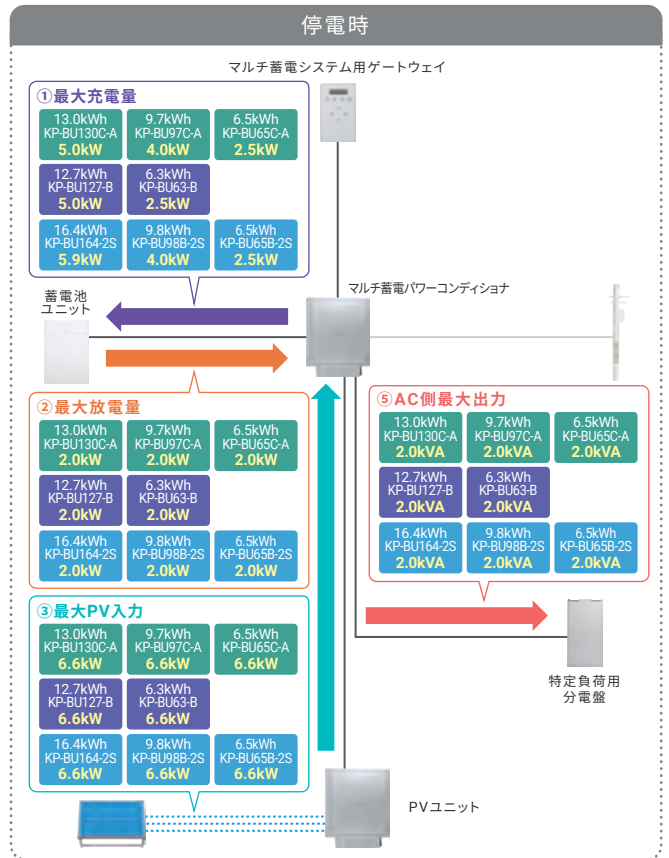 停電時
マルチ蓄電システム用ゲートウェイ
①最大充電量
13.0kWh
KP-BU130C-A
5.0kW
9.7kWh
KP-BU97C-A
4.0kW
6.5kWh
KP-BU65C-A
2.5kW
12.7kWh
KP-BU127-B
5.0kW
6.3kWh
KP-BU63-B
2.5kW
16.4kWh
KP-BU164-2S
5.9kW
9.8kWh
KP-BU98B-2S
4.0kW
6.5kWh
KP-BU65B-2S
2.5kW
蓄電池
ユニット
マルチ蓄電パワーコンディショナ
②最大放電量
13.0kWh
KP-BU130C-A
2.0kW
9.7kWh
KP-BU97C-A
2.0kW
6.5kWh
KP-BU65C-A
2.0kW
12.7kWh
KP-BU127-B
2.0kW
6.3kWh
KP-BU63-B
2.0kW
16.4kWh
KP-BU164-2S
2.0kW
9.8kWh
KP-BU98B-2S
2.0kW
6.5kWh
KP-BU65B-2S
2.0kW
⑤AC側最大出力
13.0kWh
KP-BU130C-A
2.0kVA
9.7kWh
KP-BU97C-A
2.0kVA
6.5kWh
KP-BU65C-A
2.0kVA
12.7kWh
KP-BU127-B
2.0kVA
6.3kWh
KP-BU63-B
2.0kVA
16.4kWh
KP-BU164-2S
2.0kVA
9.8kWh
KP-BU98B-2S
2.0kVA
6.5kWh
KP-BU65B-2S
2.0kVA
③最大PV入力
13.0kWh
KP-BU130C-A
6.6kW
9.7kWh
KP-BU97C-A
6.6kW
6.5kWh
KP-BU65C-A
6.6kW
12.7kWh
KP-BU127-B
6.6kW
6.3kWh
KP-BU63-B
6.6kW
16.4kWh
KP-BU164-2S
6.6kW
9.8kWh
KP-BU98B-2S
6.6kW
6.5kWh
KP-BU65B-2S
6.6kW
特定負荷用
分電盤
PVユニット